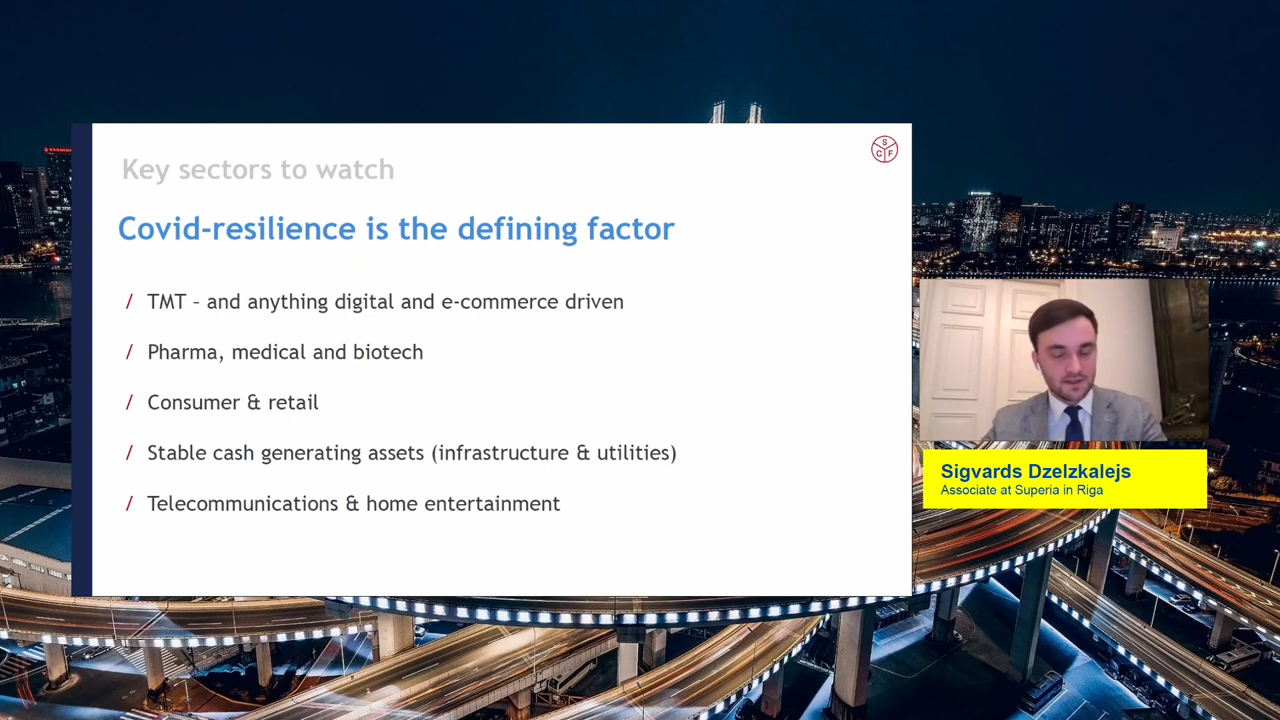 Key sectors to watch
S
C F
Covid-resilience is the defining factor
/ TMT – and anything digital and e-commerce driven
/ Pharma, medical and biotech
/ Consumer & retail
/ Stable cash generating assets (infrastructure & utilities)
/ Telecommunications & home entertainment
Sigvards Dzelzkalejs
Associate at Superia in Riga